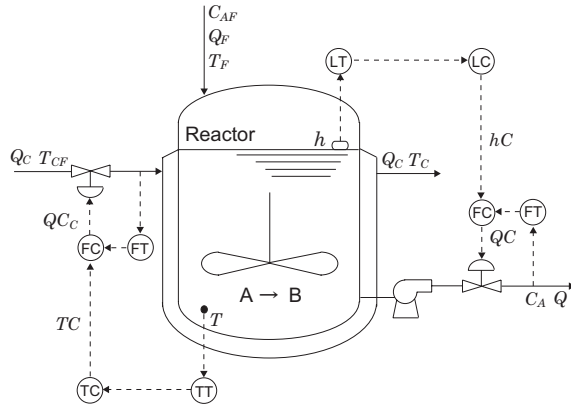 C_AF
Q_F
T_F
LT
LC
Reactor
h
hC
Q_C T_CF
Q_C T_C
QC_C
FC
FT
FC
FT
QC
A → B
C_A Q
TC
T
TC
TT